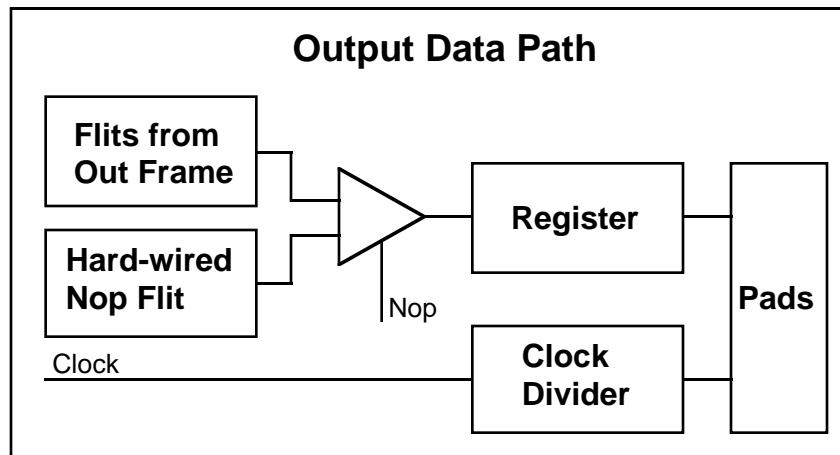 Output Data Path
Flits from
Out Frame
Register
Hard-wired
Nop Flit
Nop
Pads
Clock
Clock
Divider